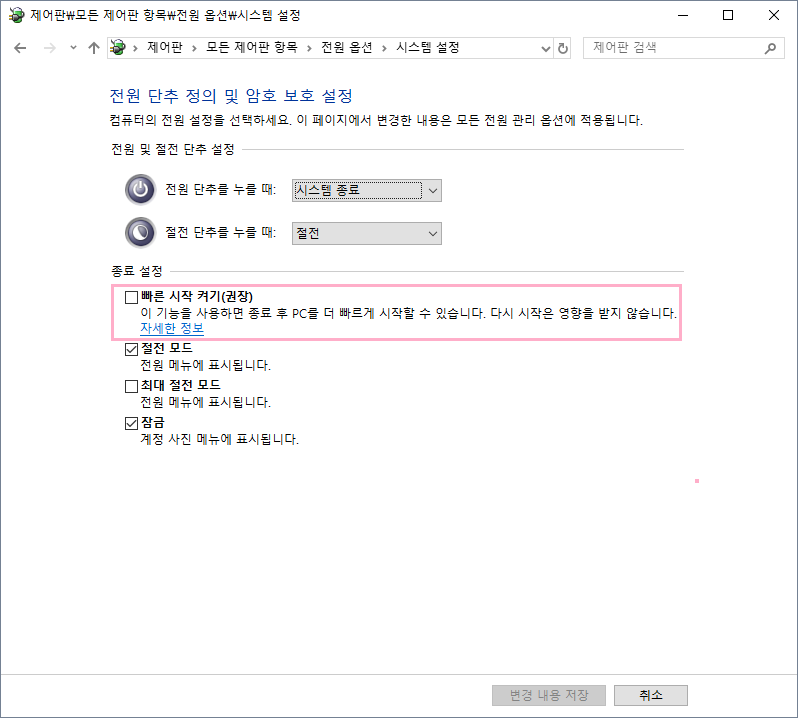 제어판₩모든 제어판 항목₩전원 옵션₩시스템 설정
제어판 › 모든 제어판 항목 › 전원 옵션 › 시스템 설정
제어판 검색
전원 단추 정의 및 암호 보호 설정
컴퓨터의 전원 설정을 선택하세요. 이 페이지에서 변경한 내용은 모든 전원 관리 옵션에 적용됩니다.
전원 및 절전 단추 설정
전원 단추를 누를 때: 시스템 종료
절전 단추를 누를 때: 절전
종료 설정
빠른 시작 켜기(권장)
이 기능을 사용하면 종료 후 PC를 더 빠르게 시작할 수 있습니다. 다시 시작은 영향을 받지 않습니다.
자세한 정보
절전 모드
전원 메뉴에 표시됩니다.
최대 절전 모드
전원 메뉴에 표시됩니다.
잠금
계정 사진 메뉴에 표시됩니다.
변경 내용 저장
취소